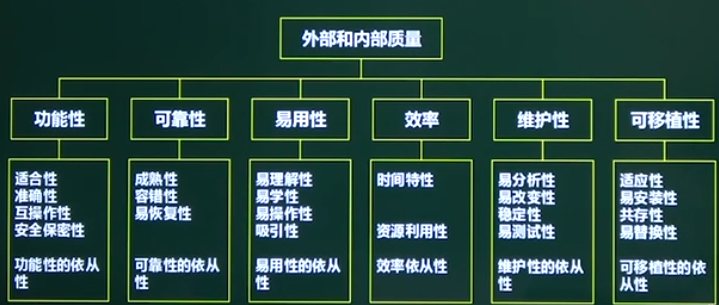 外部和内部质量
功能性
可靠性
易用性
效率
维护性
可移植性
适合性
准确性
互操作性
安全保密性
功能性的依从
性
成熟性
容错性
易恢复性
可靠性的依从
性
易理解性
易学性
易操作性
吸引性
易用性的依从
性
时间特性
资源利用性
效率依从性
易分析性
易改变性
稳定性
易测试性
维护性的依从
性
适应性
易安装性
共存性
易替换性
可移植性的依
从性